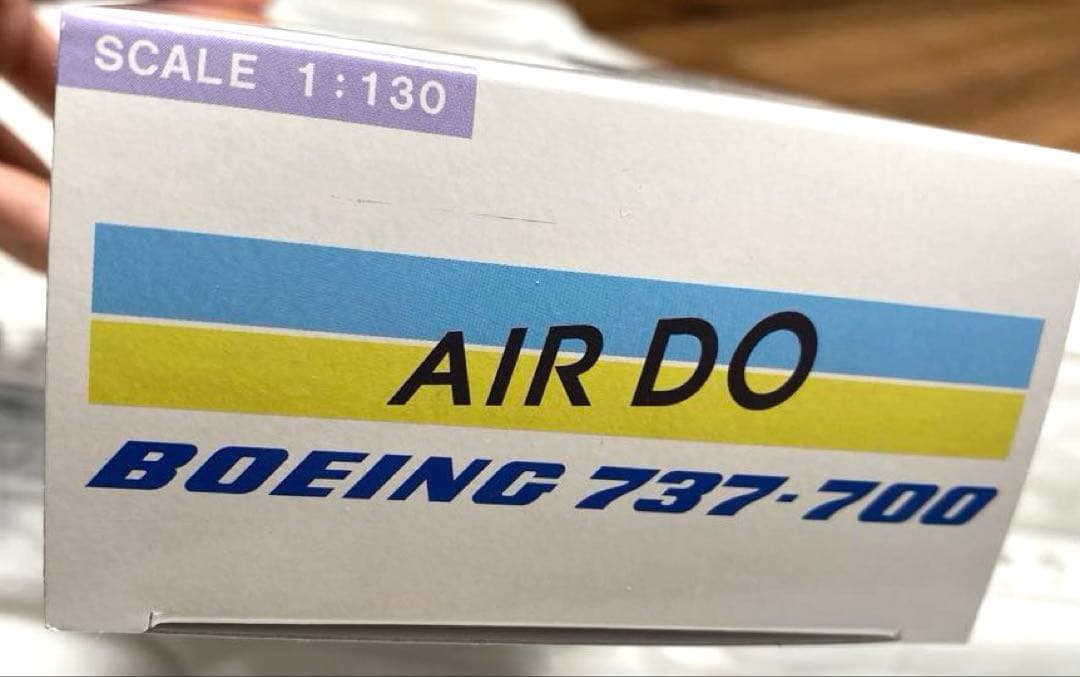 SCALE 1:130
AIR DO
BOEING 737-700